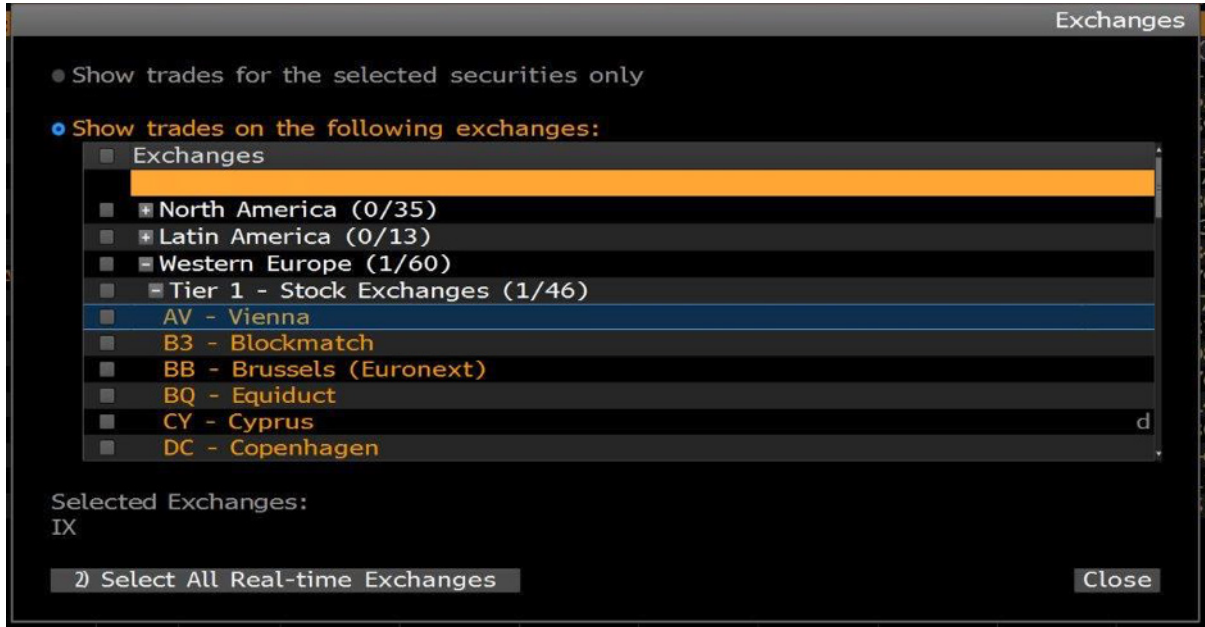 Exchanges
Show trades for the selected securities only
Show trades on the following exchanges:
Exchanges
North America (0/35)
Latin America (0/13)
Western Europe (1/60)
Tier 1 - Stock Exchanges (1/46)
AV - Vienna
B3 - Blockmatch
BB - Brussels (Euronext)
BQ - Equiduct
CY - Cyprus d
DC - Copenhagen
Selected Exchanges:
IX
2) Select All Real-time Exchanges Close